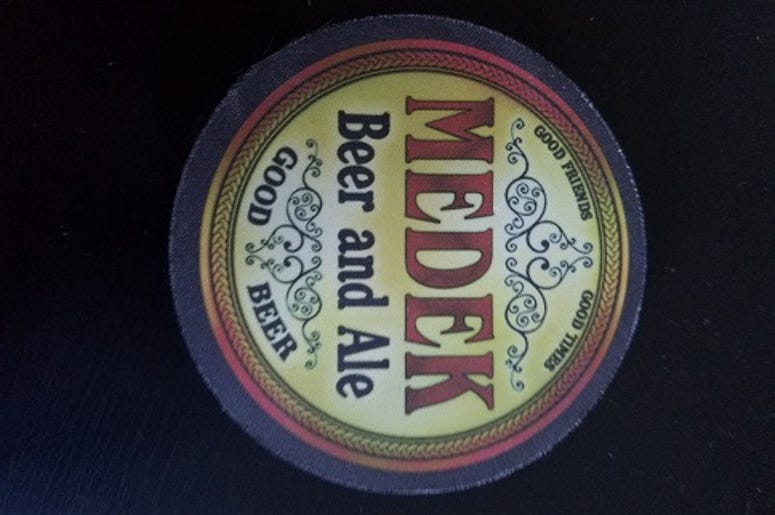 GOOD FRIENDS GOOD TIMES
MEDEK
Beer and Ale
GOOD BEER